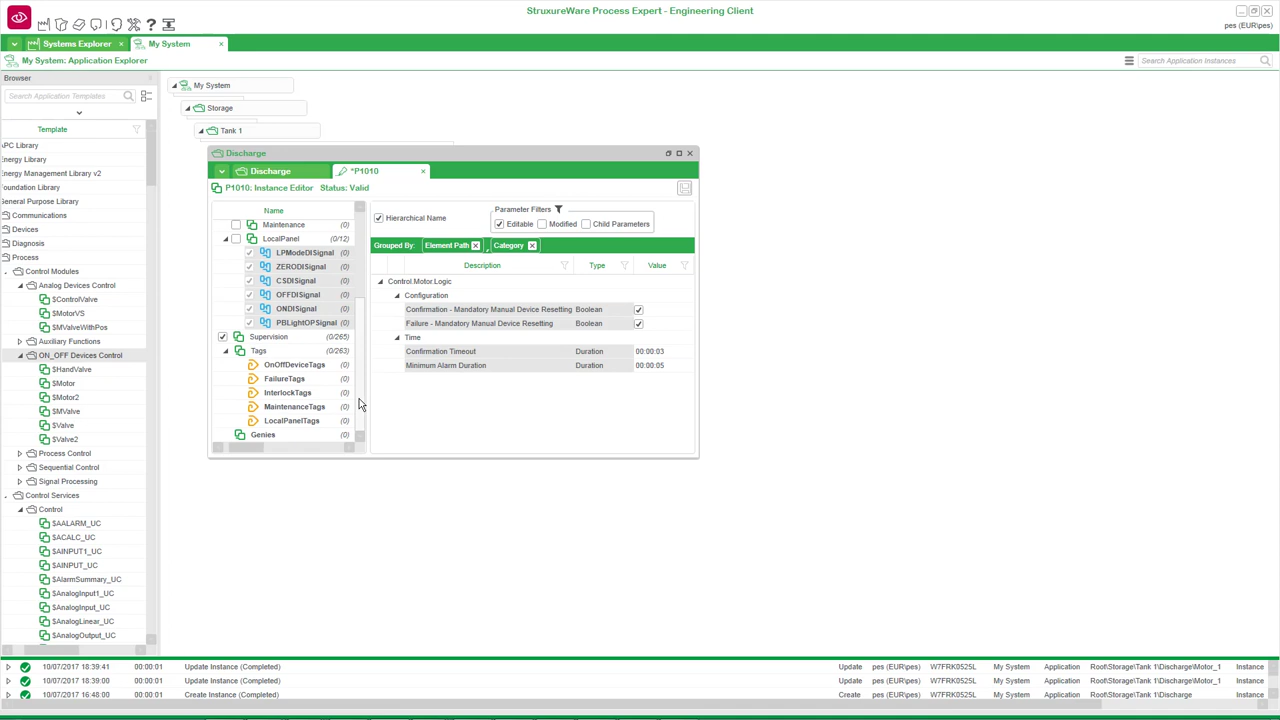 StruxureWare Process Expert - Engineering Client
pes (EUR\pes)
Systems Explorer
My System
My System: Application Explorer
Search Application Instances
Browser
Search Application Templates
Template
APC Library
Energy Library
Energy Management Library v2
Foundation Library
General Purpose Library
Communications
Devices
Diagnosis
Process
Control Modules
Analog Devices Control
$ControlValve
$MotorVS
$MValveWithPos
Auxiliary Functions
ON_OFF Devices Control
$HandValve
$Motor
$Motor2
$MValve
$Valve
$Valve2
Process Control
Sequential Control
Signal Processing
Control Services
Control
$AALARM_UC
$ACALC_UC
$AINPUT1_UC
$AINPUT_UC
$AlarmSummary_UC
$AnalogInput1_UC
$AnalogInput_UC
$AnalogLinear_UC
$AnalogOutput_UC
My System
Storage
Tank 1
Discharge
Discharge
*P1010
P1010: Instance Editor Status: Valid
Name
Maintenance (0)
LocalPanel (0/12)
LPModeDISignal (0)
ZERODISignal (0)
CSDISignal (0)
OFFDISignal (0)
ONDISignal (0)
PBLightOPSignal (0)
Supervision (0/265)
Tags (0/263)
OnOffDeviceTags (0)
FailureTags (0)
InterlockTags (0)
MaintenanceTags (0)
LocalPanelTags (0)
Genies (0)
Hierarchical Name
Parameter Filters
Editable Modified Child Parameters
Grouped By: Element Path , Category
Description Type Value
Control.Motor.Logic
Configuration
Confirmation - Mandatory Manual Device Resetting Boolean
Failure - Mandatory Manual Device Resetting Boolean
Time
Confirmation Timeout Duration 00:00:03
Minimum Alarm Duration Duration 00:00:05
10/07/2017 18:39:41 00:00:01 Update Instance (Completed) Update pes (EUR\pes) W7FRK0525L My System Application Root\Storage\Tank 1\Discharge\Motor_1 Instance
10/07/2017 18:39:00 00:00:01 Update Instance (Completed) Update pes (EUR\pes) W7FRK0525L My System Application Root\Storage\Tank 1\Discharge\Motor_1 Instance
10/07/2017 16:48:00 00:00:01 Create Instance (Completed) Create pes (EUR\pes) W7FRK0525L My System Application Root\Storage\Tank 1\Discharge Instance